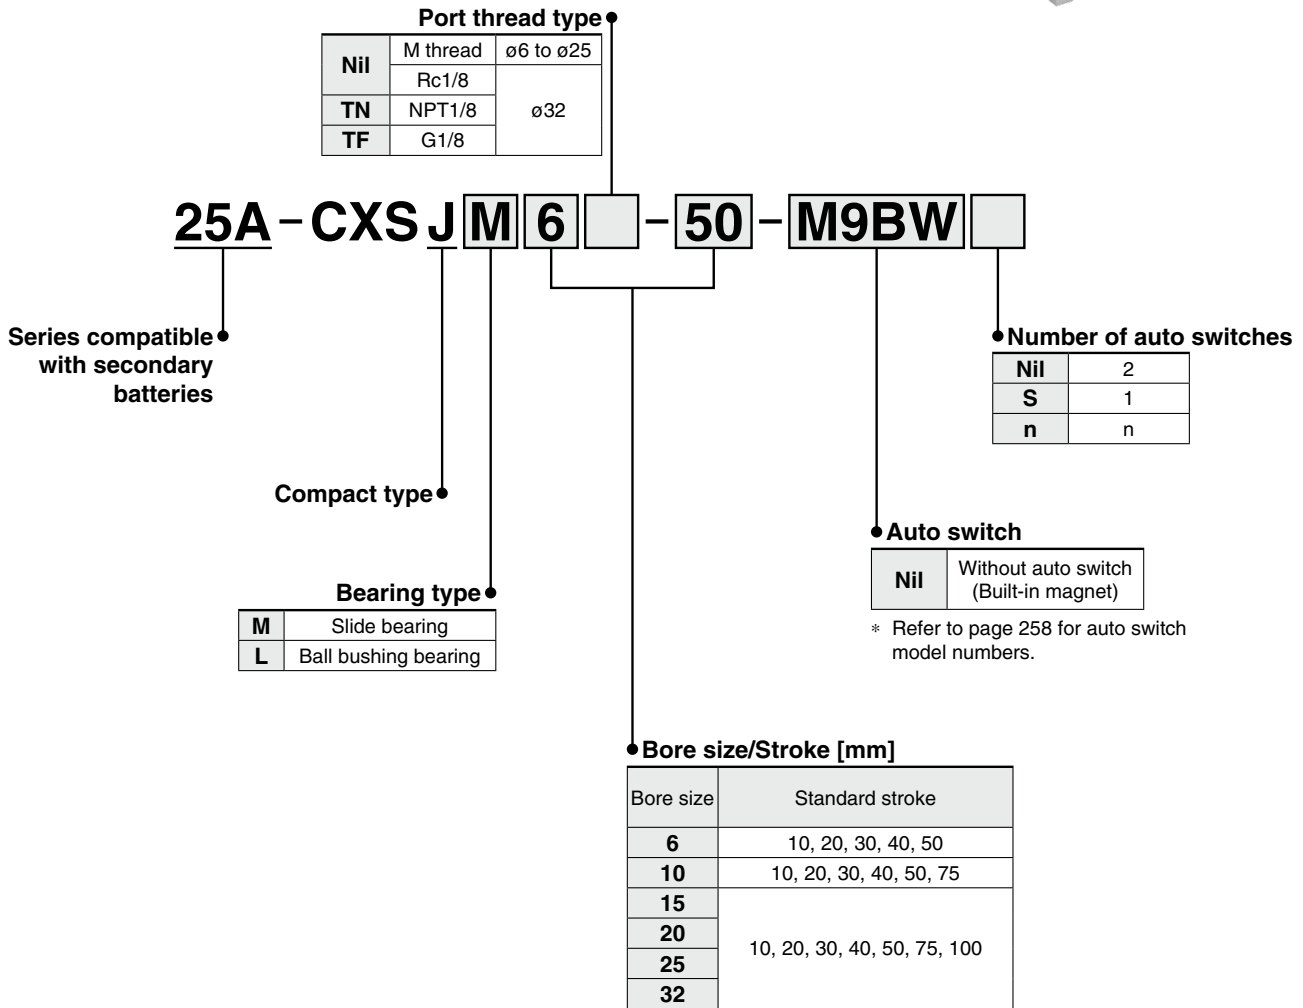 Port thread type
Nil M thread ø6 to ø25
Rc1/8 ø32
TN NPT1/8
TF G1/8
25A-CXSJM6 -50-M9BW
Series compatible
with secondary
batteries
Number of auto switches
Nil 2
S 1
n n
Compact type
Auto switch
Nil Without auto switch
(Built-in magnet)
* Refer to page 258 for auto switch
model numbers.
Bearing type
M Slide bearing
L Ball bushing bearing
Bore size/Stroke [mm]
Bore size Standard stroke
6 10, 20, 30, 40, 50
10 10, 20, 30, 40, 50, 75
15 10, 20, 30, 40, 50, 75, 100
20
25
32